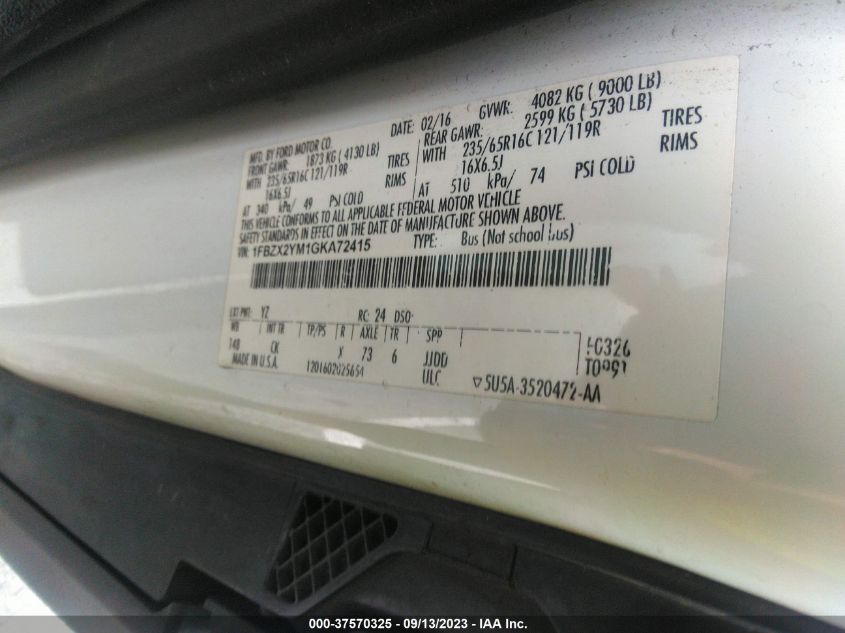 MFD. BY FORD MOTOR CO.
DATE: 02/16 GVWR: 4082 KG ( 9000 LB)
FRONT GAWR: 1873 KG ( 4130 LB)
REAR GAWR: 2599 KG ( 5730 LB)
WITH 235/65R16C 121/119R TIRES
WITH 235/65R16C 121/119R TIRES
16X6.5J RIMS
16X6.5J RIMS
AT 340 kPa/ 49 PSI COLD
AT 510 kPa/ 74 PSI COLD
THIS VEHICLE CONFORMS TO ALL APPLICABLE FEDERAL MOTOR VEHICLE
SAFETY STANDARDS IN EFFECT ON THE DATE OF MANUFACTURE SHOWN ABOVE.
VIN: 1FBZX2YM1GKA72415 TYPE: Bus (Not school bus)
EXT PNT: YZ RC: 24 DSO:
WB INT TR TP/PS R AXLE TR SPP
148 CK X 73 6 JJDD
MADE IN U.S.A. 1201602025654 ULC
▽ 5U5A-3520472-AA
000-37570325 - 09/13/2023 - IAA Inc.